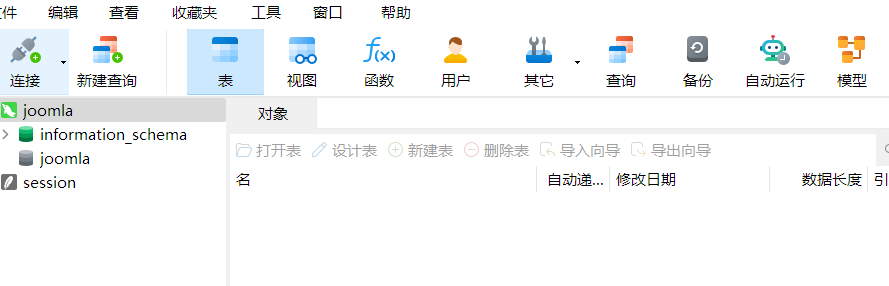 文件 编辑 查看 收藏夹 工具 窗口 帮助
连接 新建查询 表 视图 f(x) 函数 用户 其它 查询 备份 自动运行 模型
joomla 对象
information_schema
打开表 设计表 新建表 删除表 导入向导 导出向导
joomla
session
名 自动递... 修改日期 数据长度 引